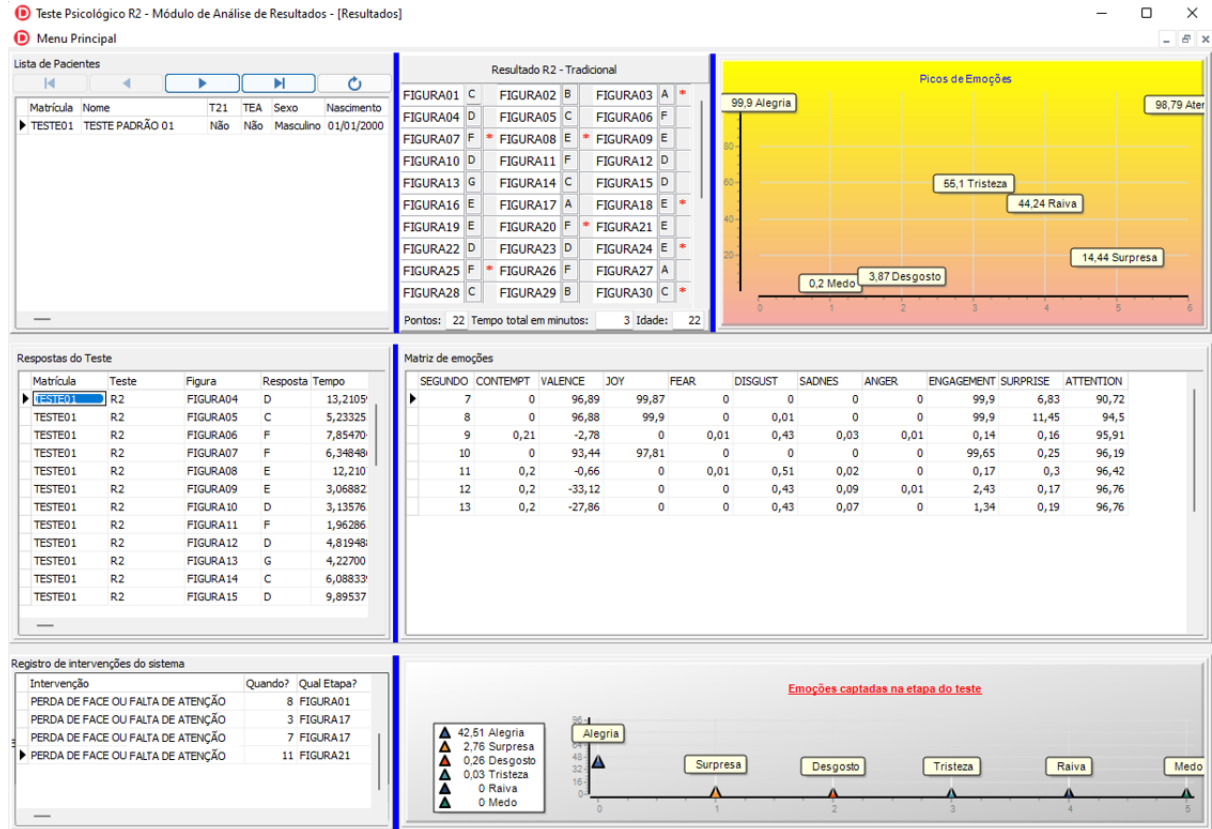 Teste Psicológico R2 - Módulo de Análise de Resultados - [Resultados]
Menu Principal
Lista de Pacientes
Matrícula Nome T21 TEA Sexo Nascimento
TESTE01 TESTE PADRÃO 01 Não Não Masculino 01/01/2000
Resultado R2 - Tradicional
FIGURA01 C FIGURA02 B FIGURA03 A *
FIGURA04 D FIGURA05 C FIGURA06 F
FIGURA07 F * FIGURA08 E * FIGURA09 E
FIGURA10 D FIGURA11 F FIGURA12 D
FIGURA13 G FIGURA14 C FIGURA15 D
FIGURA16 E FIGURA17 A FIGURA18 E *
FIGURA19 E FIGURA20 F * FIGURA21 E
FIGURA22 D FIGURA23 D FIGURA24 E *
FIGURA25 F * FIGURA26 F FIGURA27 A
FIGURA28 C FIGURA29 B FIGURA30 C *
Pontos: 22 Tempo total em minutos: 3 Idade: 22
Picos de Emoções
99,9 Alegria
98,79 Aten
80
60
55,1 Tristeza
44,24 Raiva
40
20
14,44 Surpresa
3,87 Desgosto
0,2 Medo
0 1 2 3 4 5 6
Respostas do Teste
Matrícula Teste Figura Resposta Tempo
TESTE01 R2 FIGURA04 D 13,2105
TESTE01 R2 FIGURA05 C 5,23325
TESTE01 R2 FIGURA06 F 7,85470
TESTE01 R2 FIGURA07 F 6,34848
TESTE01 R2 FIGURA08 E 12,210
TESTE01 R2 FIGURA09 E 3,06882
TESTE01 R2 FIGURA10 D 3,13576
TESTE01 R2 FIGURA11 F 1,96286
TESTE01 R2 FIGURA12 D 4,81948
TESTE01 R2 FIGURA13 G 4,22700
TESTE01 R2 FIGURA14 C 6,08833
TESTE01 R2 FIGURA15 D 9,89537
Matriz de emoções
SEGUNDO CONTEMPT VALENCE JOY FEAR DISGUST SADNES ANGER ENGAGEMENT SURPRISE ATTENTION
7 0 96,89 99,87 0 0 0 0 99,9 6,83 90,72
8 0 96,88 99,9 0 0,01 0 0 99,9 11,45 94,5
9 0,21 -2,78 0 0,01 0,43 0,03 0,01 0,14 0,16 95,91
10 0 93,44 97,81 0 0 0 0 99,65 0,25 96,19
11 0,2 -0,66 0 0,01 0,51 0,02 0 0,17 0,3 96,42
12 0,2 -33,12 0 0 0,43 0,09 0,01 2,43 0,17 96,76
13 0,2 -27,86 0 0 0,43 0,07 0 1,34 0,19 96,76
Registro de intervenções do sistema
Intervenção Quando? Qual Etapa?
PERDA DE FACE OU FALTA DE ATENÇÃO 8 FIGURA01
PERDA DE FACE OU FALTA DE ATENÇÃO 3 FIGURA17
PERDA DE FACE OU FALTA DE ATENÇÃO 7 FIGURA17
PERDA DE FACE OU FALTA DE ATENÇÃO 11 FIGURA21
Emoções captadas na etapa do teste
42,51 Alegria
2,76 Surpresa
0,26 Desgosto
0,03 Tristeza
0 Raiva
0 Medo
96
64
48
32
16
0
Alegria Surpresa Desgosto Tristeza Raiva Medo
0 1 2 3 4 5